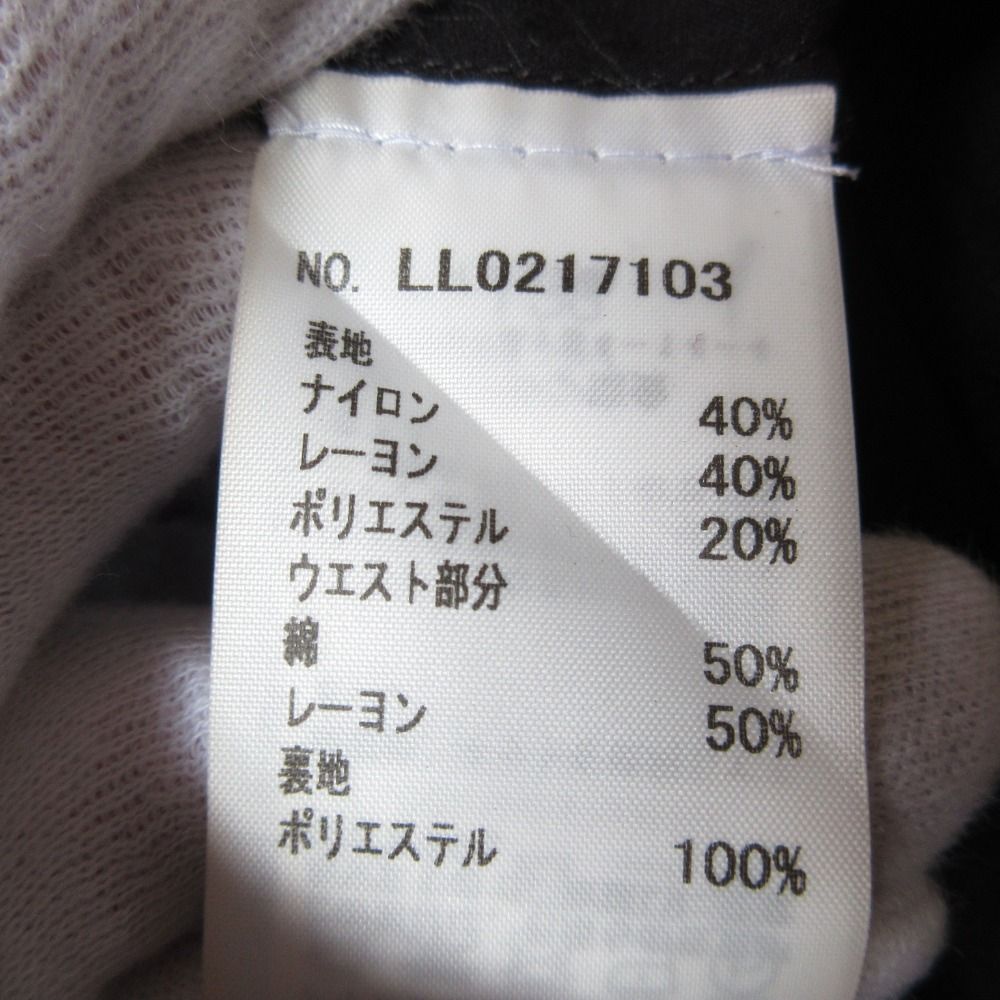 NO. LL0217103
表地
ナイロン 40%
レーヨン 40%
ポリエステル 20%
ウエスト部分
綿 50%
レーヨン 50%
裏地
ポリエステル 100%